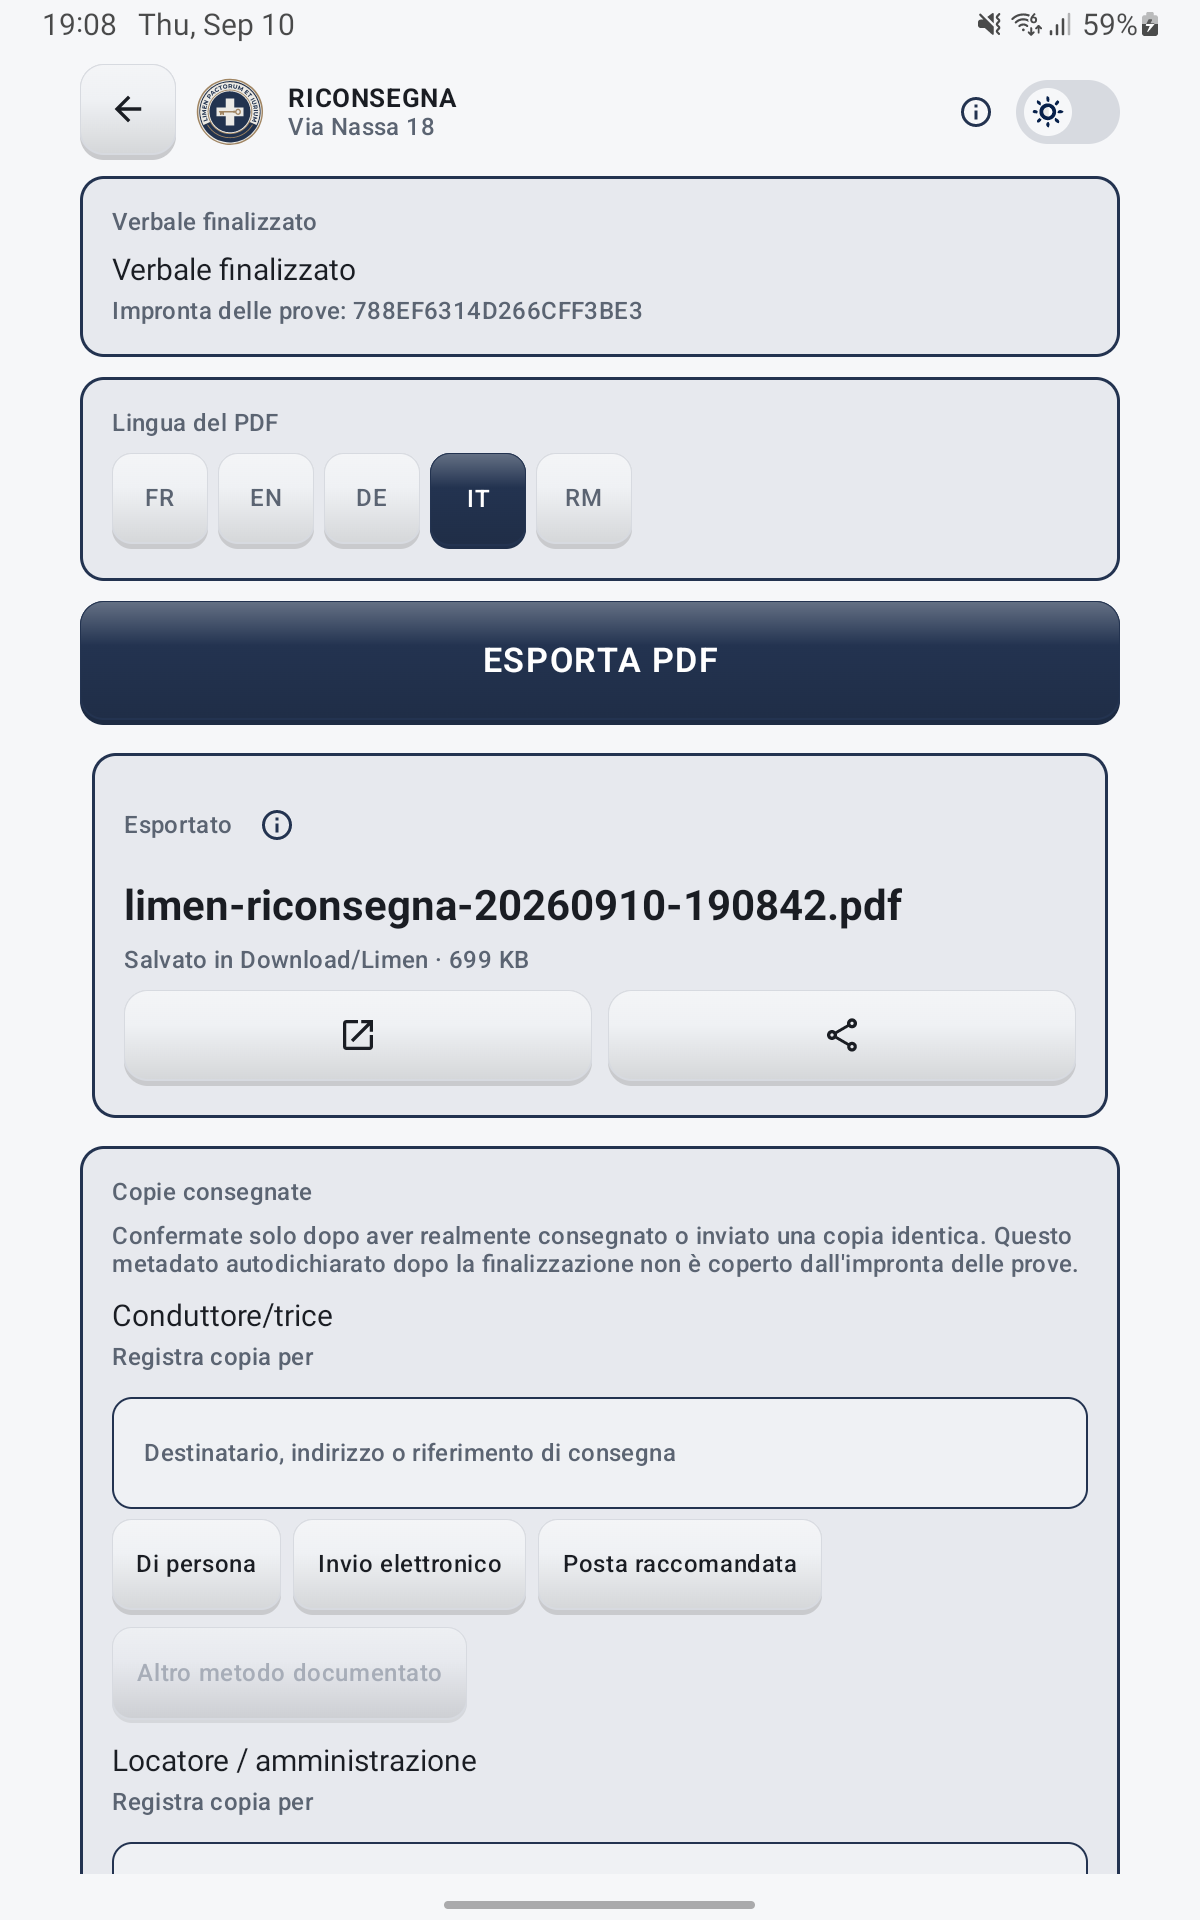 19:08 Thu, Sep 10
59%
LIMEN PACTORUM ET IURIUM
RICONSEGNA
Via Nassa 18
Verbale finalizzato
Verbale finalizzato
Impronta delle prove: 788EF6314D266CFF3BE3
Lingua del PDF
FR EN DE IT RM
ESPORTA PDF
Esportato
limen-riconsegna-20260910-190842.pdf
Salvato in Download/Limen · 699 KB
Copie consegnate
Confermate solo dopo aver realmente consegnato o inviato una copia identica. Questo
metadato autodichiarato dopo la finalizzazione non è coperto dall'impronta delle prove.
Conduttore/trice
Registra copia per
Destinatario, indirizzo o riferimento di consegna
Di persona Invio elettronico Posta raccomandata
Altro metodo documentato
Locatore / amministrazione
Registra copia per